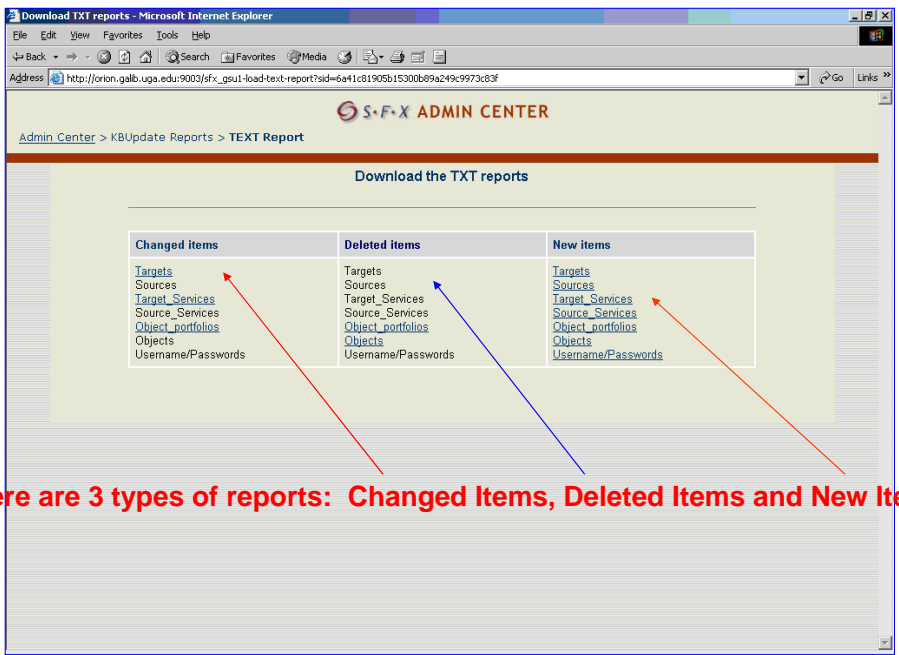 Download TXT reports - Microsoft Internet Explorer
File Edit View Favorites Tools Help
Back Search Favorites Media
Address http://orion.galib.uga.edu:9003/sfx_gsu1-load-text-report?sid=6a41c81905b15300b89a249c9973c83f Go Links »
S·F·X ADMIN CENTER
Admin Center > KBUpdate Reports > TEXT Report
Download the TXT reports
Changed items Deleted items New items
Targets Targets Targets
Sources Sources Sources
Target_Services Target_Services Target_Services
Source_Services Source_Services Source_Services
Object_portfolios Object_portfolios Object_portfolios
Objects Objects Objects
Username/Passwords Username/Passwords Username/Passwords
ere are 3 types of reports: Changed Items, Deleted Items and New Ite